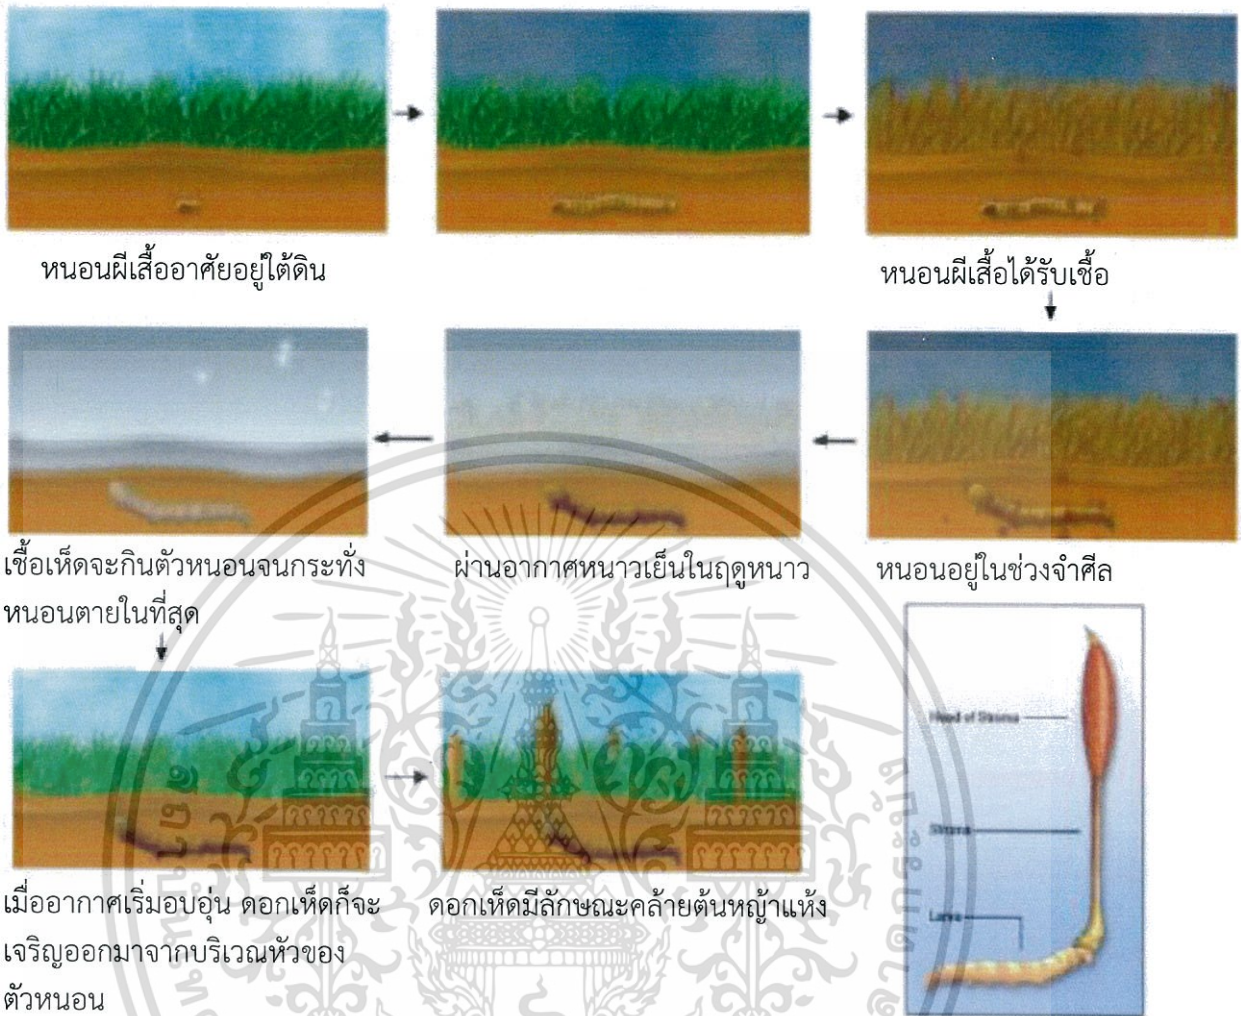 หนอนผีเสื้ออาศัยอยู่ใต้ดิน
หนอนผีเสื้อได้รับเชื้อ
หนอนอยู่ในช่วงจำศีล
ผ่านอากาศหนาวเย็นในฤดูหนาว
เชื้อเห็ดจะกินตัวหนอนจนกระทั่ง
หนอนตายในที่สุด
เมื่ออากาศเริ่มอบอุ่น ดอกเห็ดก็จะ
เจริญออกมาจากบริเวณหัวของ
ตัวหนอน
ดอกเห็ดมีลักษณะคล้ายต้นหญ้าแห้ง
Head of Stroma
Stroma
Larva